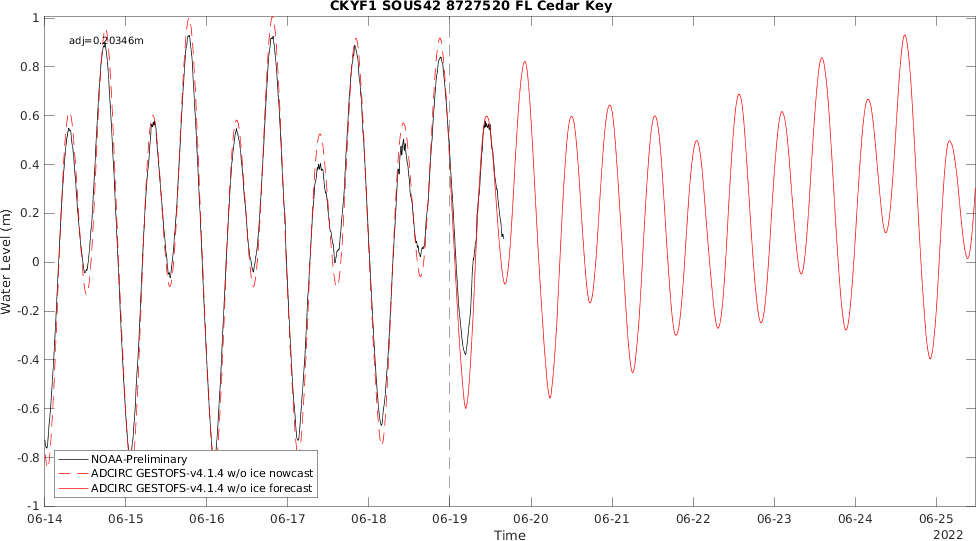 CKYF1 SOUS42 8727520 FL Cedar Key
adj=0.20346m
1
0.8
0.6
0.4
0.2
0
-0.2
-0.4
-0.6
-0.8
-1
Water Level (m)
NOAA-Preliminary
ADCIRC GESTOFS-v4.1.4 w/o ice nowcast
ADCIRC GESTOFS-v4.1.4 w/o ice forecast
06-14 06-15 06-16 06-17 06-18 06-19 06-20 06-21 06-22 06-23 06-24 06-25
Time
2022